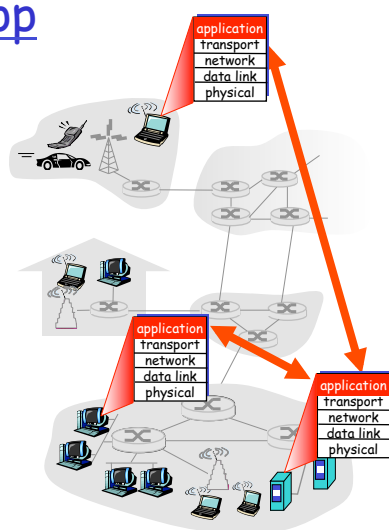 pp
application
transport
network
data link
physical
application
transport
network
data link
physical
application
transport
network
data link
physical